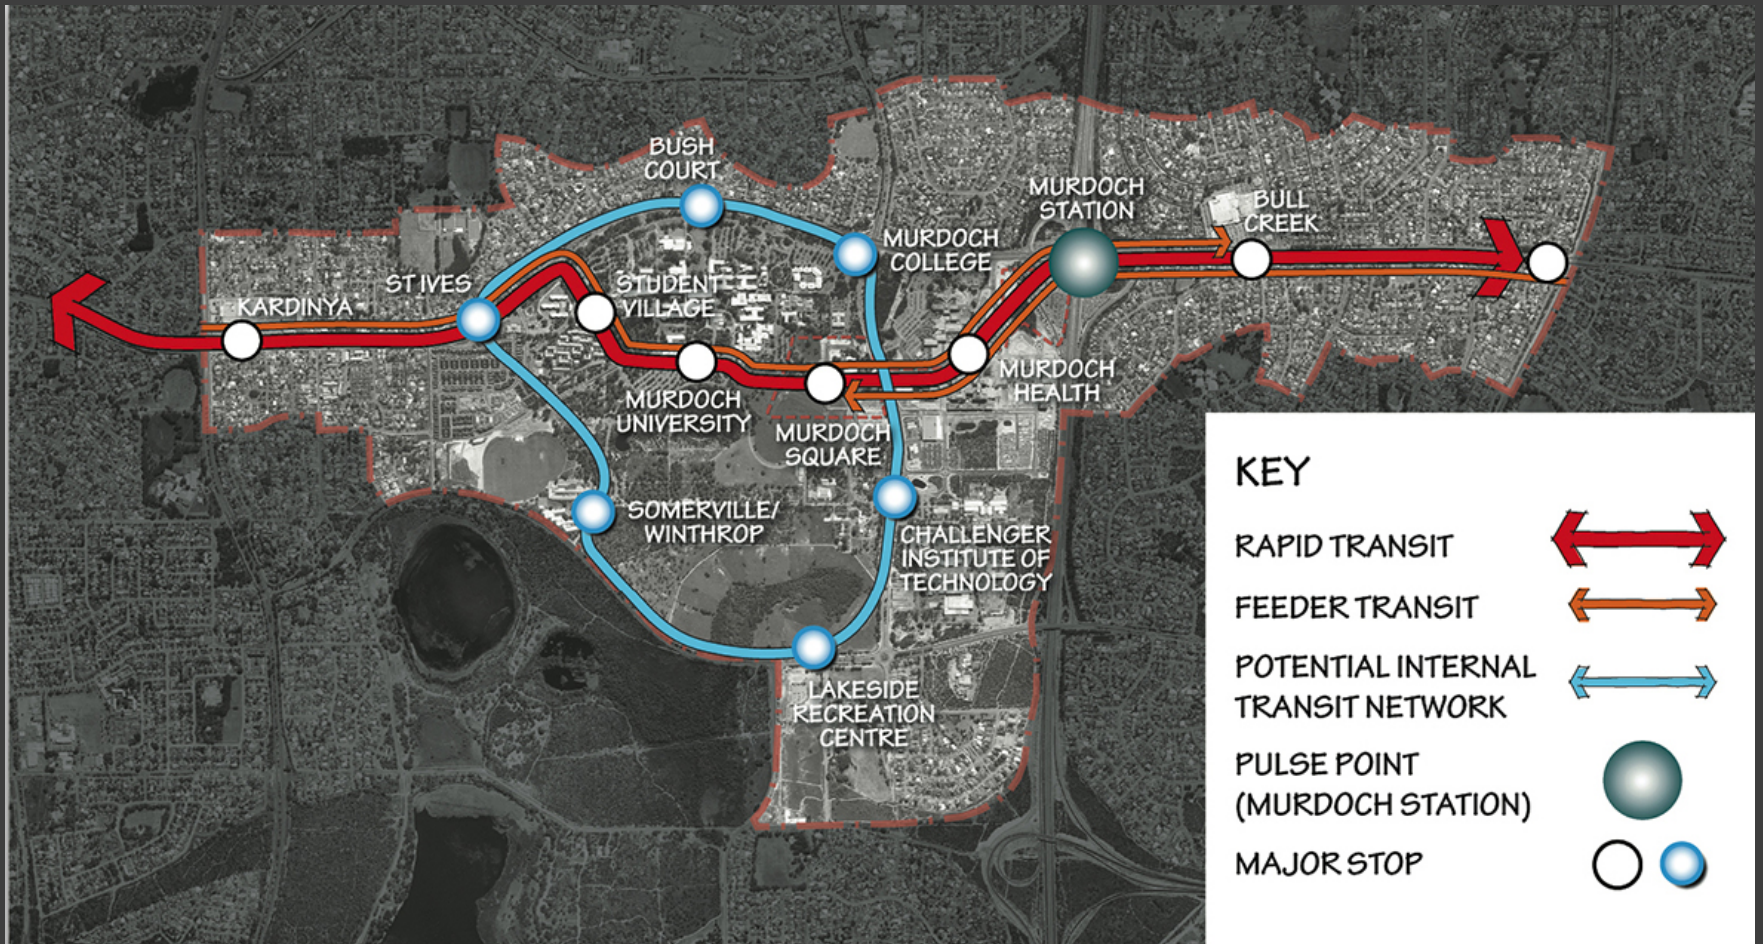 BUSH
COURT
MURDOCH
STATION
BULL
CREEK
MURDOCH
COLLEGE
ST IVES
STUDENT
VILLAGE
KARDINYA
MURDOCH
HEALTH
MURDOCH
UNIVERSITY
MURDOCH
SQUARE
SOMERVILLE/
WINTHROP
CHALLENGER
INSTITUTE OF
TECHNOLOGY
LAKESIDE
RECREATION
CENTRE
KEY
RAPID TRANSIT
FEEDER TRANSIT
POTENTIAL INTERNAL
TRANSIT NETWORK
PULSE POINT
(MURDOCH STATION)
MAJOR STOP